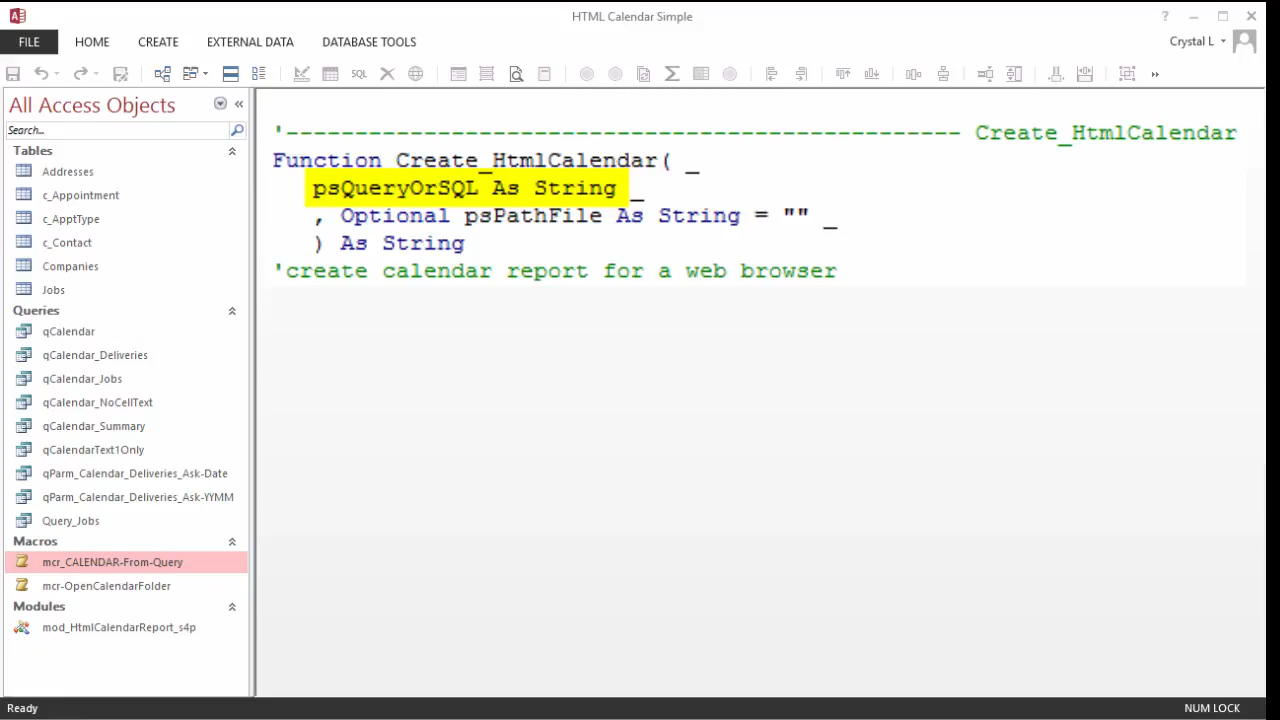 HTML Calendar Simple
?
FILE HOME CREATE EXTERNAL DATA DATABASE TOOLS
Crystal L
SQL
All Access Objects
Search...
Tables
Addresses
c_Appointment
c_ApptType
c_Contact
Companies
Jobs
Queries
qCalendar
qCalendar_Deliveries
qCalendar_Jobs
qCalendar_NoCellText
qCalendar_Summary
qCalendarText1Only
qParm_Calendar_Deliveries_Ask-Date
qParm_Calendar_Deliveries_Ask-YYMM
Query_Jobs
Macros
mcr_CALENDAR-From-Query
mcr-OpenCalendarFolder
Modules
mod_HtmlCalendarReport_s4p
'------------------------------------------------- Create_HtmlCalendar
Function Create_HtmlCalendar( _
psQueryOrSQL As String _
, Optional psPathFile As String = "" _
) As String
'create calendar report for a web browser
Ready
NUM LOCK